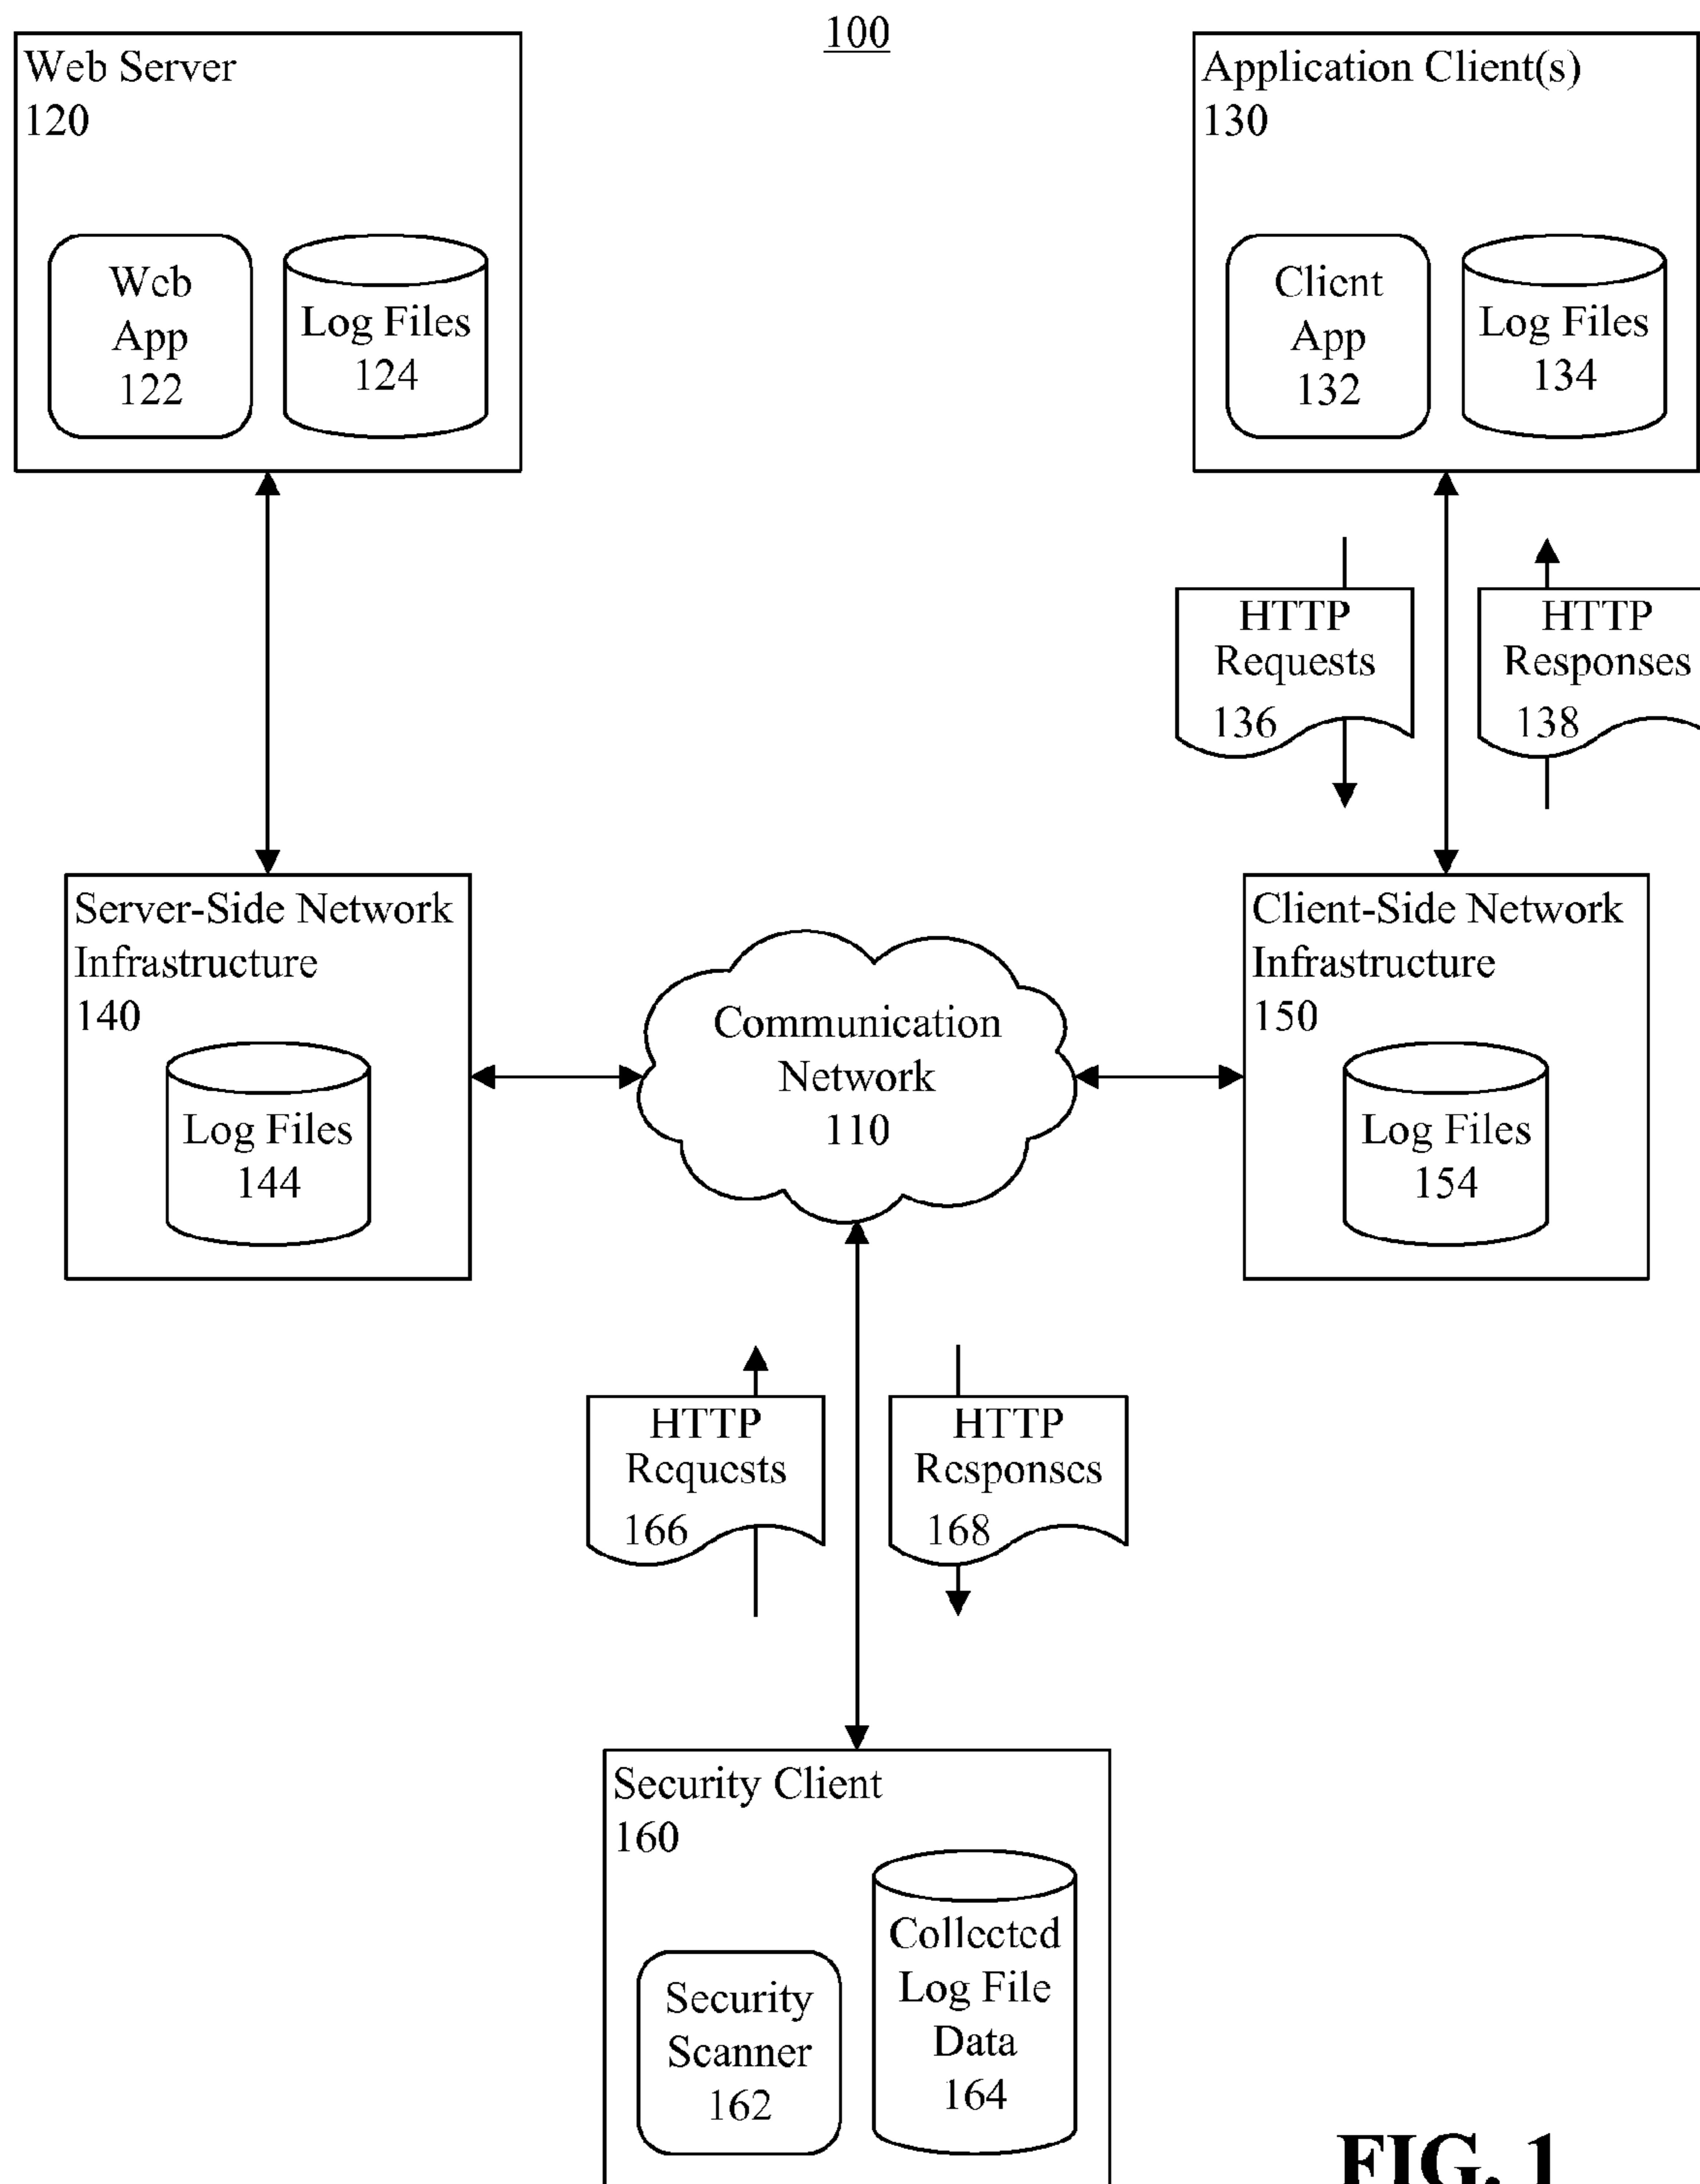 100
Web Server
120
Web
App
122
Log Files
124
Application Client(s)
130
Client
App
132
Log Files
134
HTTP
Requests
136
HTTP
Responses
138
Server-Side Network
Infrastructure
140
Log Files
144
Communication
Network
110
Client-Side Network
Infrastructure
150
Log Files
154
HTTP
Requests
166
HTTP
Responses
168
Security Client
160
Security
Scanner
162
Collected
Log File
Data
164
FIG. 1